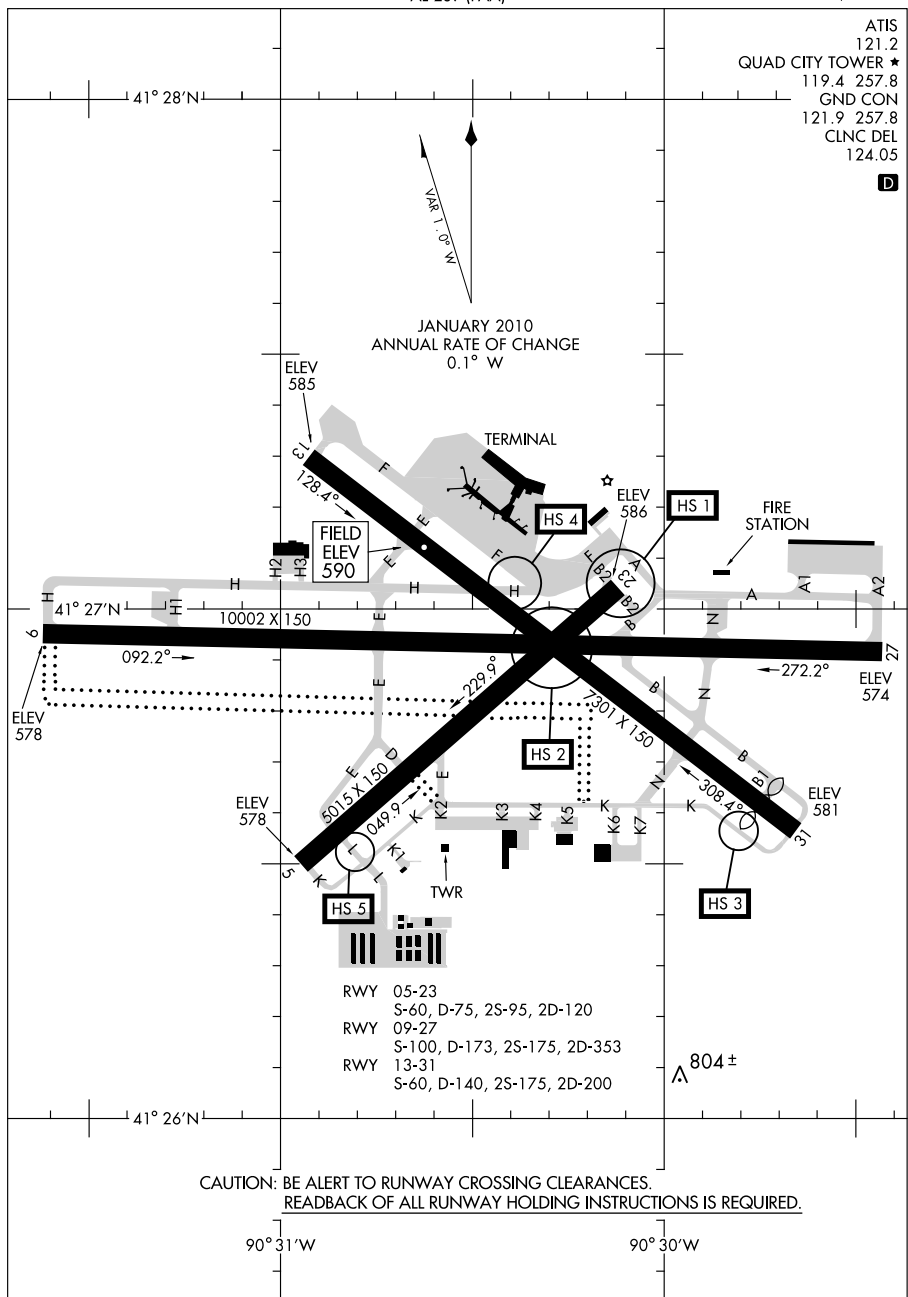 AL-267 (FAA)
ATIS
121.2
QUAD CITY TOWER ★
119.4 257.8
GND CON
121.9 257.8
CLNC DEL
124.05
D
41° 28'N
VAR 1.0° W
JANUARY 2010
ANNUAL RATE OF CHANGE
0.1° W
ELEV
585
TERMINAL
13
F
128.4°
FIELD
ELEV
590
E
E
F
HS 4
ELEV
586
HS 1
FIRE
STATION
F
B2
A
23
B2
B
H2
H3
H
H
H
H
H1
E
A
A1
A2
N
41° 27'N
10002 X 150
9
092.2°
27
272.2°
ELEV
574
ELEV
578
229.9°
7301 X 150
E
B
N
HS 2
B
B1
E
D
E
5015 X 150
049.9
K
K2
K3
K4
K5
K
K6
K7
N
K
308.4°
ELEV
581
31
ELEV
578
5
K
L
K1
L
TWR
HS 5
HS 3
RWY 05-23
S-60, D-75, 2S-95, 2D-120
RWY 09-27
S-100, D-173, 2S-175, 2D-353
RWY 13-31
S-60, D-140, 2S-175, 2D-200
804 ±
41° 26'N
CAUTION: BE ALERT TO RUNWAY CROSSING CLEARANCES.
READBACK OF ALL RUNWAY HOLDING INSTRUCTIONS IS REQUIRED.
90° 31'W
90° 30'W